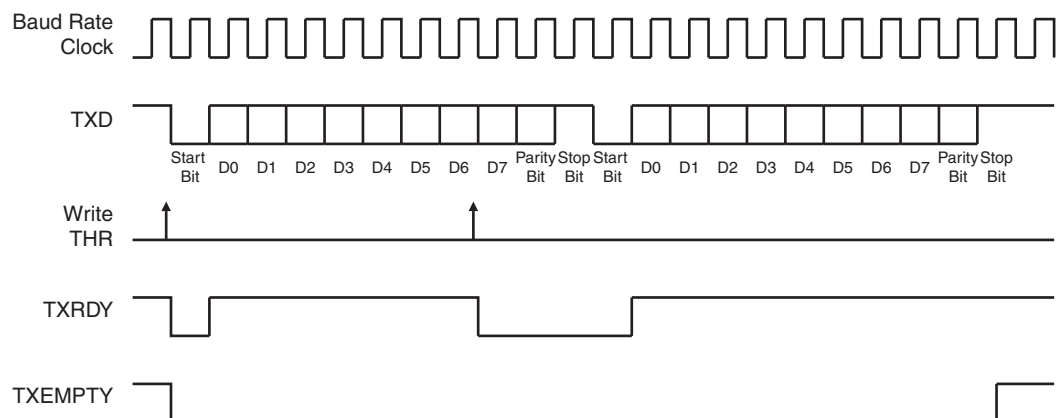 Baud Rate
Clock
TXD
Start
Bit
D0
D1
D2
D3
D4
D5
D6
D7
Parity
Bit
Stop
Bit
Start
Bit
D0
D1
D2
D3
D4
D5
D6
D7
Parity
Bit
Stop
Bit
Write
THR
TXRDY
TXEMPTY